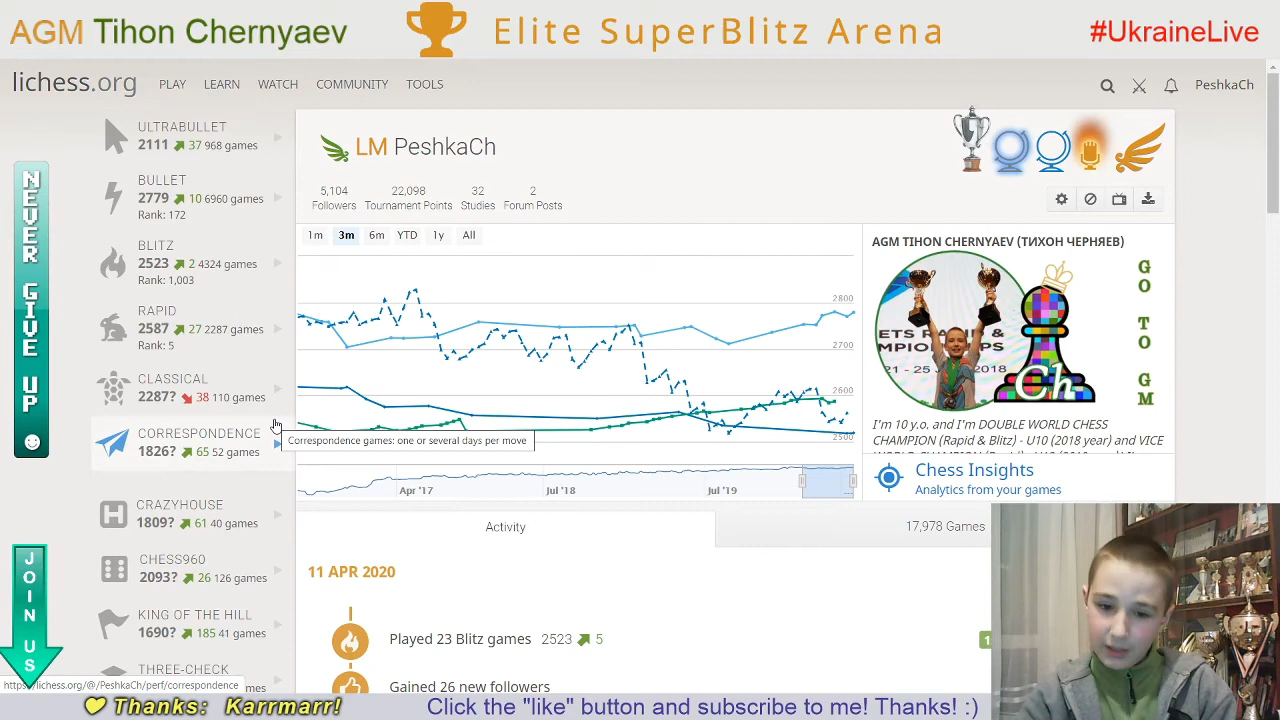 AGM Tihon Chernyaev
Elite SuperBlitz Arena
#UkraineLive
lichess.org
PLAY LEARN WATCH COMMUNITY TOOLS
PeshkaCh
NEVER GIVE UP
JOIN US
ULTRABULLET
2111 37 968 games
BULLET
2779 10 6960 games
Rank: 172
BLITZ
2523 2 4324 games
Rank: 1,003
RAPID
2587 27 2287 games
Rank: 5
CLASSICAL
2287? 38 110 games
CORRESPONDENCE
1826? 65 52 games
Correspondence games: one or several days per move
CRAZYHOUSE
1809? 61 40 games
CHESS960
2093? 26 126 games
KING OF THE HILL
1690? 185 41 games
THREE-CHECK
https://lichess.org/@/PeshkaCh/perf/correspondence
LM PeshkaCh
5,104 22,098 32 2
Followers Tournament Points Studies Forum Posts
1m 3m 6m YTD 1y All
2800
2700
2600
2500
Apr '17 Jul '18 Jul '19
AGM TIHON CHERNYAEV (ТИХОН ЧЕРНЯЕВ)
ETS RAPID &
MPIONSHIPS
21 - 25
2018
Ch
GO TO GM
I'm 10 y.o. and I'm DOUBLE WORLD CHESS
CHAMPION (Rapid & Blitz) - U10 (2018 year) and VICE
Chess Insights
Analytics from your games
Activity
17,978 Games
11 APR 2020
Played 23 Blitz games 2523 5
Gained 26 new followers
Thanks: Karrmarr!
Click the "like" button and subscribe to me! Thanks! :)